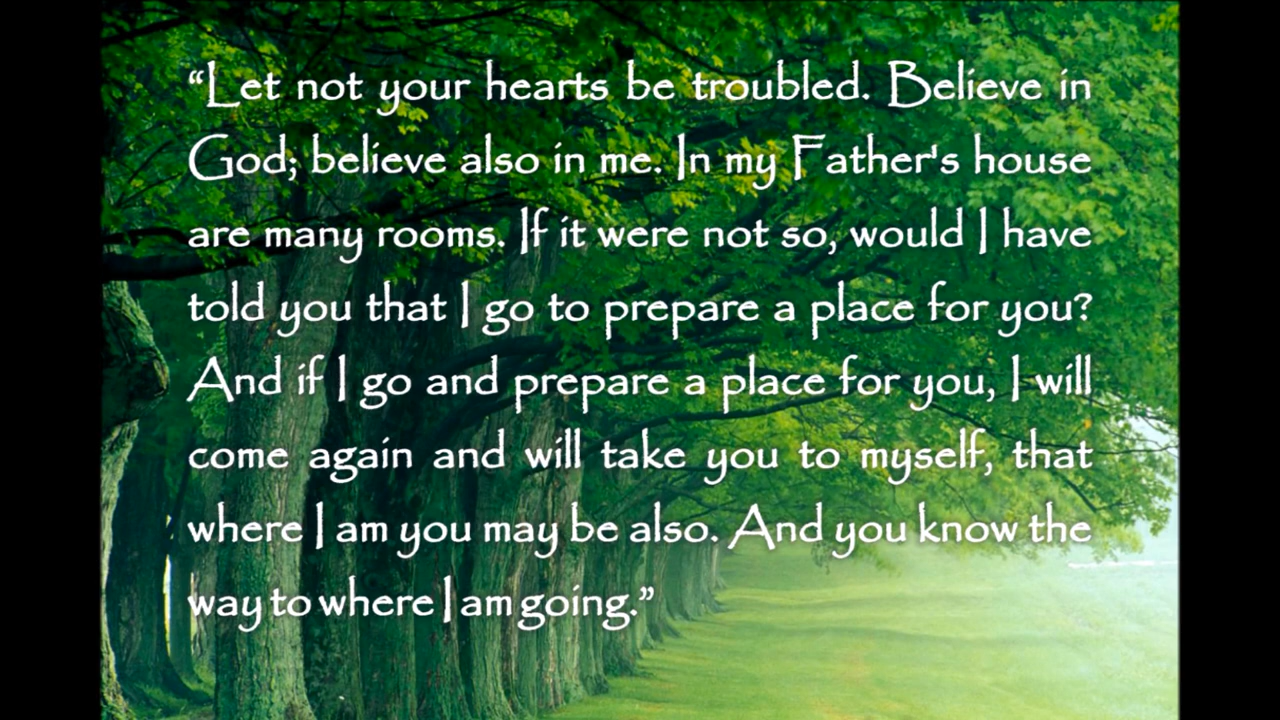 “Let not your hearts be troubled. Believe in
God; believe also in me. In my Father's house
are many rooms. If it were not so, would I have
told you that I go to prepare a place for you?
And if I go and prepare a place for you, I will
come again and will take you to myself, that
where I am you may be also. And you know the
way to where I am going.”